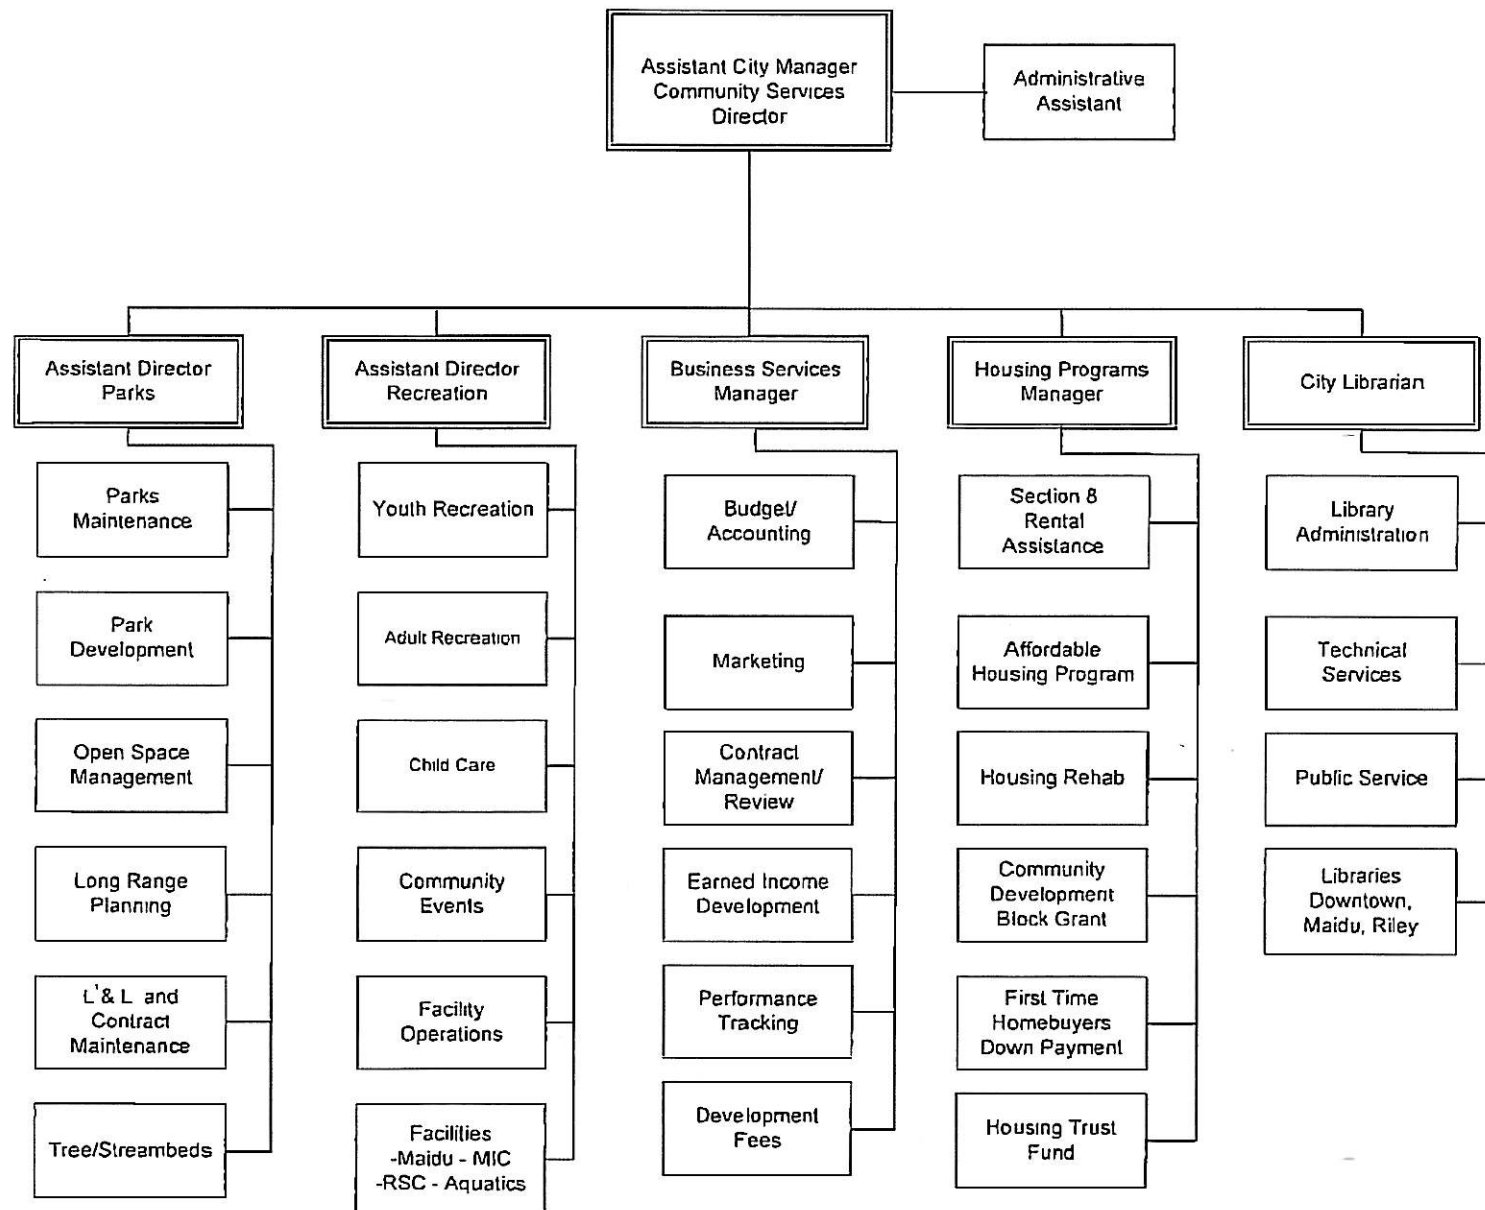 Assistant City Manager
Community Services
Director
Administrative
Assistant
Assistant Director
Parks
Assistant Director
Recreation
Business Services
Manager
Housing Programs
Manager
City Librarian
Parks
Maintenance
Park
Development
Open Space
Management
Long Range
Planning
L & L and
Contract
Maintenance
Tree/Streambeds
Youth Recreation
Adult Recreation
Child Care
Community
Events
Facility
Operations
Facilities
-Maidu - MIC
-RSC - Aquatics
Budget/
Accounting
Marketing
Contract
Management/
Review
Earned Income
Development
Performance
Tracking
Development
Fees
Section 8
Rental
Assistance
Affordable
Housing Program
Housing Rehab
Community
Development
Block Grant
First Time
Homebuyers
Down Payment
Housing Trust
Fund
Library
Administration
Technical
Services
Public Service
Libraries
Downtown,
Maidu, Riley